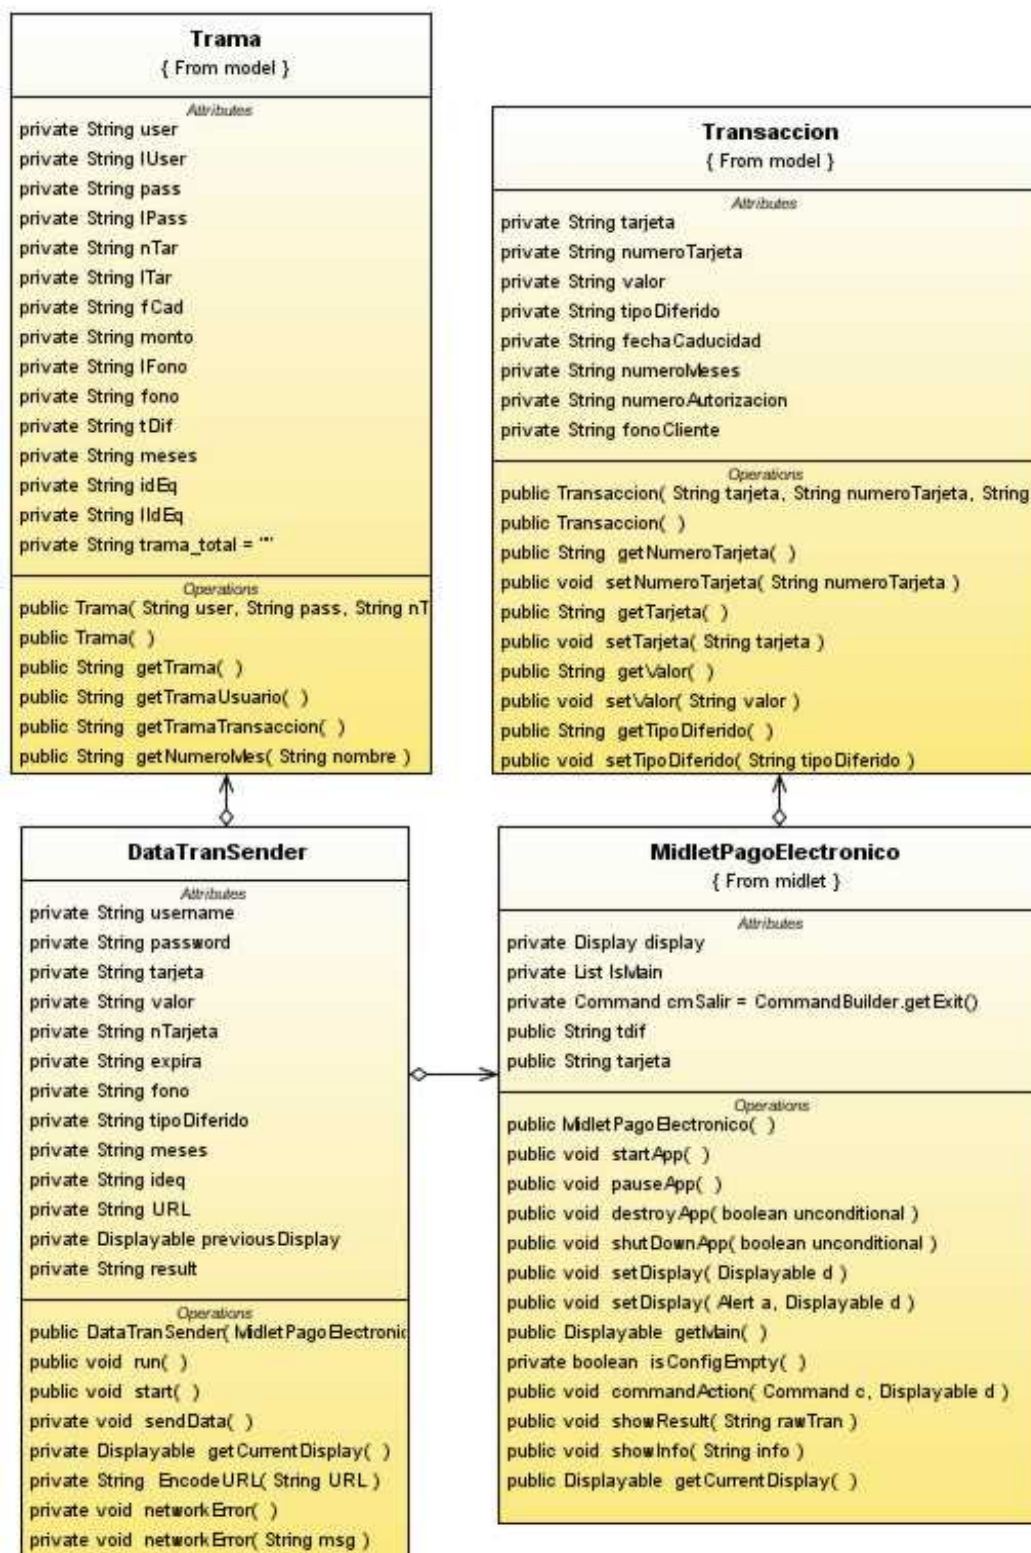 Trama
{ From model }
Attributes
private String user
private String lUser
private String pass
private String lPass
private String nTar
private String lTar
private String fCad
private String monto
private String lFono
private String fono
private String tDif
private String meses
private String idEq
private String lIdEq
private String trama_total = ""
Operations
public Trama( String user, String pass, String nT
public Trama( )
public String getTrama( )
public String getTramaUsuario( )
public String getTramaTransaccion( )
public String getNumeroMes( String nombre )
Transaccion
{ From model }
Attributes
private String tarjeta
private String numeroTarjeta
private String valor
private String tipoDiferido
private String fechaCaducidad
private String numeroMeses
private String numeroAutorizacion
private String fonoCliente
Operations
public Transaccion( String tarjeta, String numeroTarjeta, String
public Transaccion( )
public String getNumeroTarjeta( )
public void setNumeroTarjeta( String numeroTarjeta )
public String getTarjeta( )
public void setTarjeta( String tarjeta )
public String getValor( )
public void setValor( String valor )
public String getTipoDiferido( )
public void setTipoDiferido( String tipoDiferido )
DataTranSender
Attributes
private String username
private String password
private String tarjeta
private String valor
private String nTarjeta
private String expira
private String fono
private String tipoDiferido
private String meses
private String ideq
private String URL
private Displayable previousDisplay
private String result
Operations
public DataTranSender( MidletPagoElectronic
public void run( )
public void start( )
private void sendData( )
private Displayable getCurrentDisplay( )
private String EncodeURL( String URL )
private void networkError( )
private void networkError( String msg )
MidletPagoElectronico
{ From midlet }
Attributes
private Display display
private List lsMain
private Command cmSalir = CommandBuilder.getExit()
public String tdif
public String tarjeta
Operations
public MidletPagoElectronico( )
public void startApp( )
public void pauseApp( )
public void destroyApp( boolean unconditional )
public void shutDownApp( boolean unconditional )
public void setDisplay( Displayable d )
public void setDisplay( Alert a, Displayable d )
public Displayable getMain( )
private boolean isConfigEmpty( )
public void commandAction( Command c, Displayable d )
public void showResult( String rawTran )
public void showInfo( String info )
public Displayable getCurrentDisplay( )